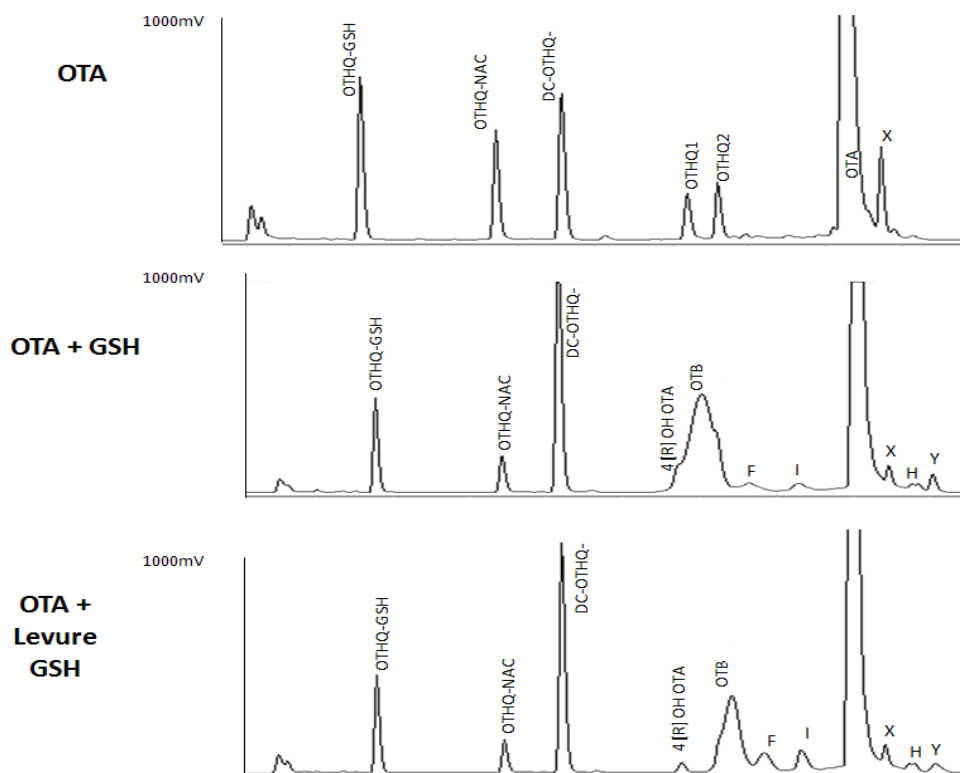 1000mV
OTA
OTHQ-GSH
OTHQ-NAC
DC-OTHQ-
OTHQ1
OTHQ2
OTA
X
1000mV
OTA + GSH
OTHQ-GSH
OTHQ-NAC
DC-OTHQ-
4 [R] OH OTA
OTB
F
I
X
H
Y
1000mV
OTA +
Levure
GSH
OTHQ-GSH
OTHQ-NAC
DC-OTHQ-
4 [R] OH OTA
OTB
F
I
X
H
Y